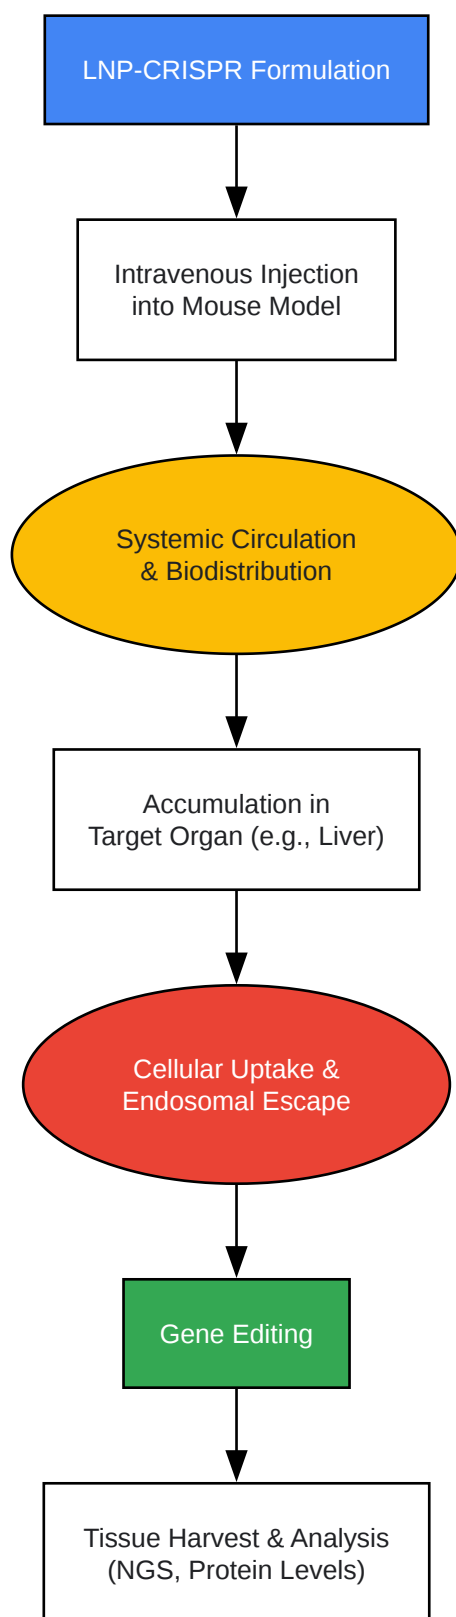 LNP-CRISPR Formulation
Intravenous Injection
into Mouse Model
Systemic Circulation
& Biodistribution
Accumulation in
Target Organ (e.g., Liver)
Cellular Uptake &
Endosomal Escape
Gene Editing
Tissue Harvest & Analysis
(NGS, Protein Levels)